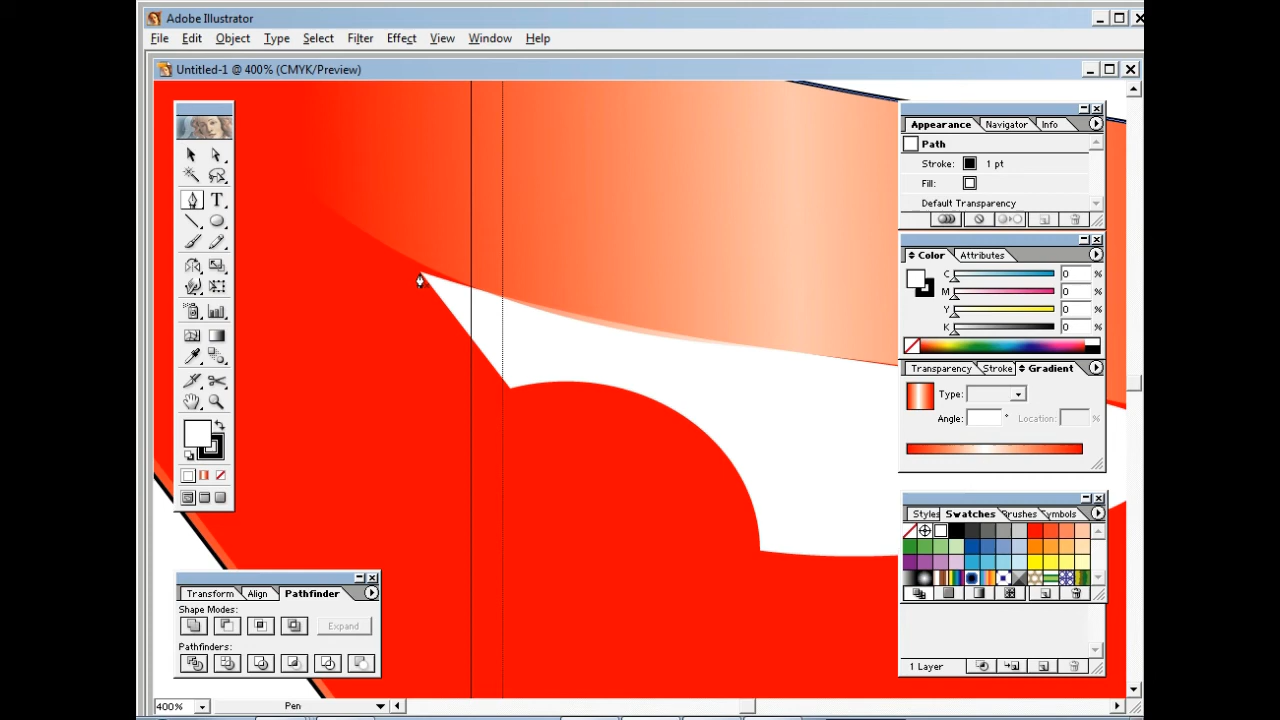 Adobe Illustrator
File Edit Object Type Select Filter Effect View Window Help
Untitled-1 @ 400% (CMYK/Preview)
Appearance Navigator Info
Path
Stroke: 1 pt
Fill:
Default Transparency
Color Attributes
C 0 %
M 0 %
Y 0 %
K 0 %
Transparency Stroke Gradient
Type:
Angle: ° Location: %
Styles Swatches Brushes Symbols
Transform Align Pathfinder
Shape Modes:
Expand
Pathfinders:
1 Layer
400% Pen